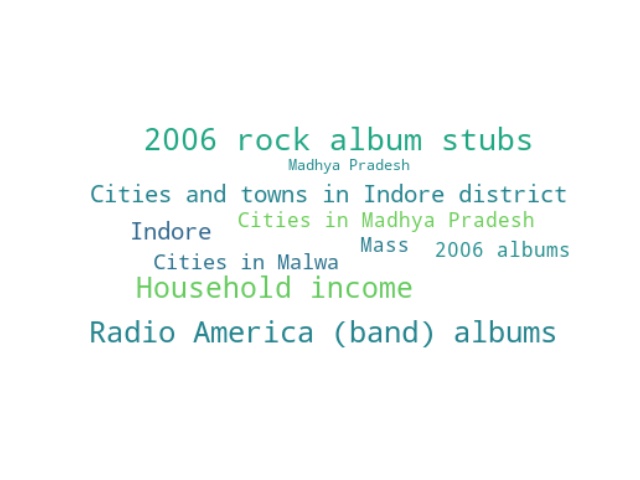 2006 rock album stubs
Madhya Pradesh
Cities and towns in Indore district
Cities in Madhya Pradesh
Indore
Mass
2006 albums
Cities in Malwa
Household income
Radio America (band) albums